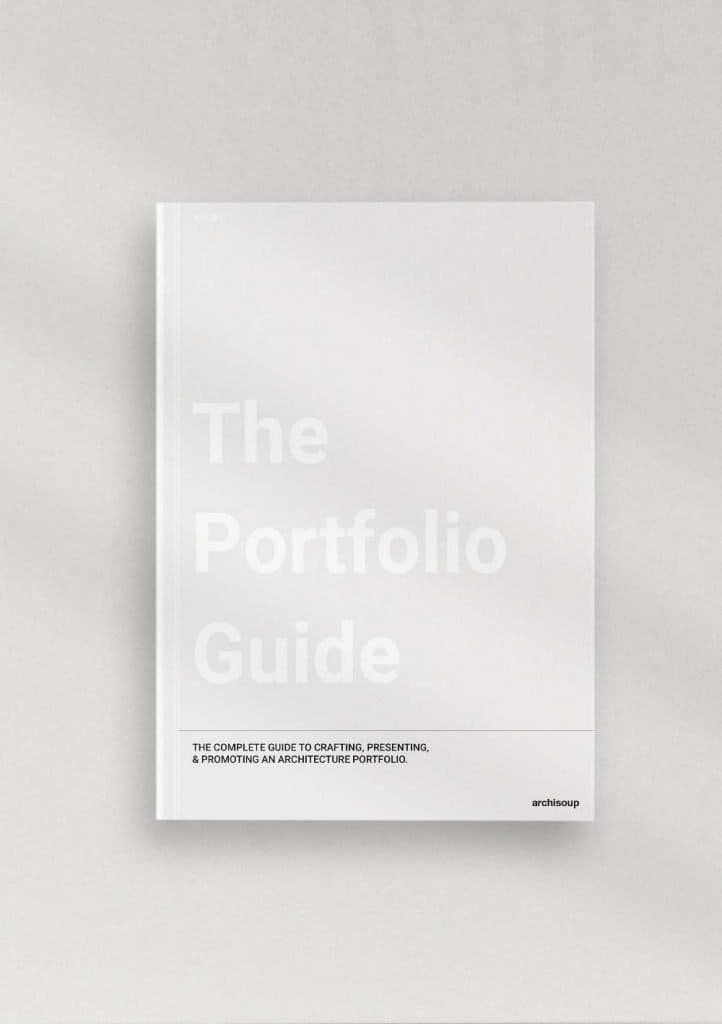 The
Portfolio
Guide
THE COMPLETE GUIDE TO CRAFTING, PRESENTING,
& PROMOTING AN ARCHITECTURE PORTFOLIO.
archisoup